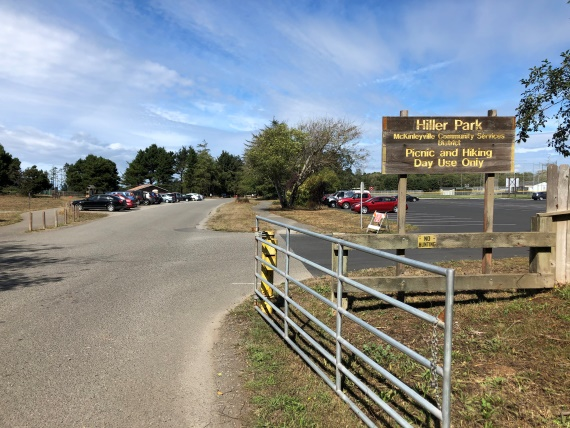 Hiller Park
McKinleyville Community Services
District
Picnic and Hiking
Day Use Only
NO
HUNTING